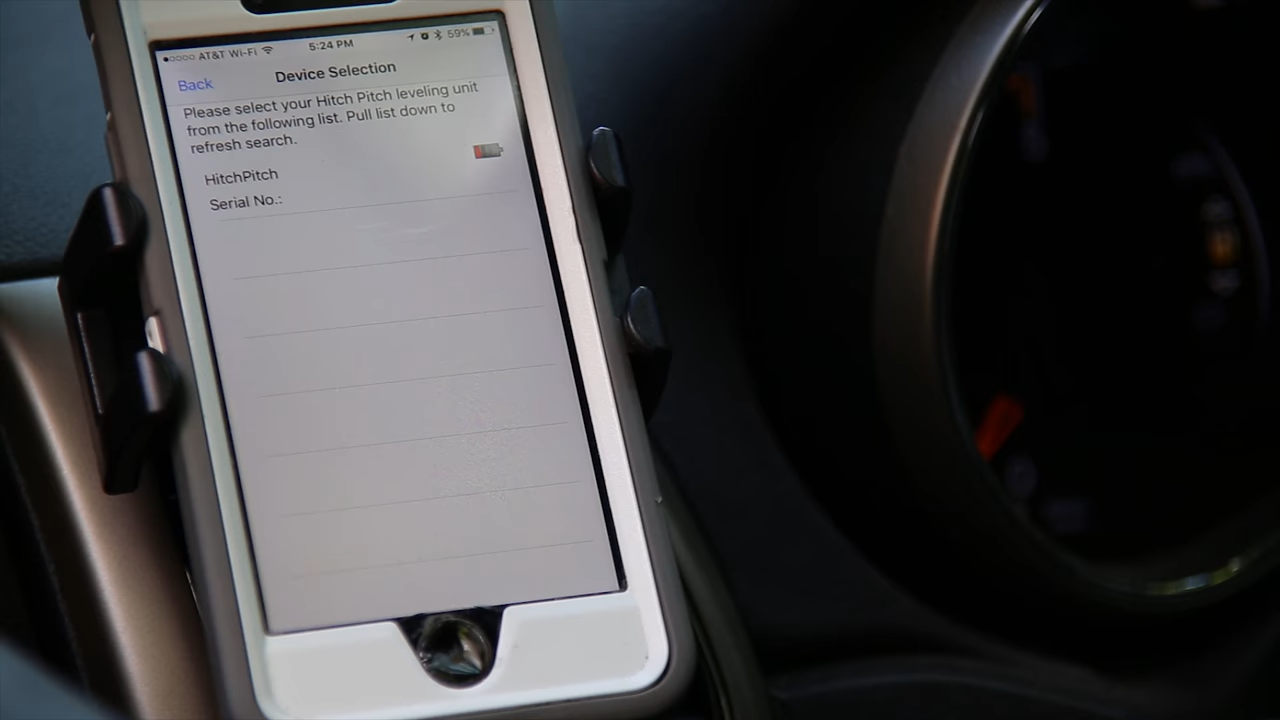 AT&T Wi-Fi 5:24 PM 59%
Back Device Selection
Please select your Hitch Pitch leveling unit
from the following list. Pull list down to
refresh search.
HitchPitch
Serial No.: